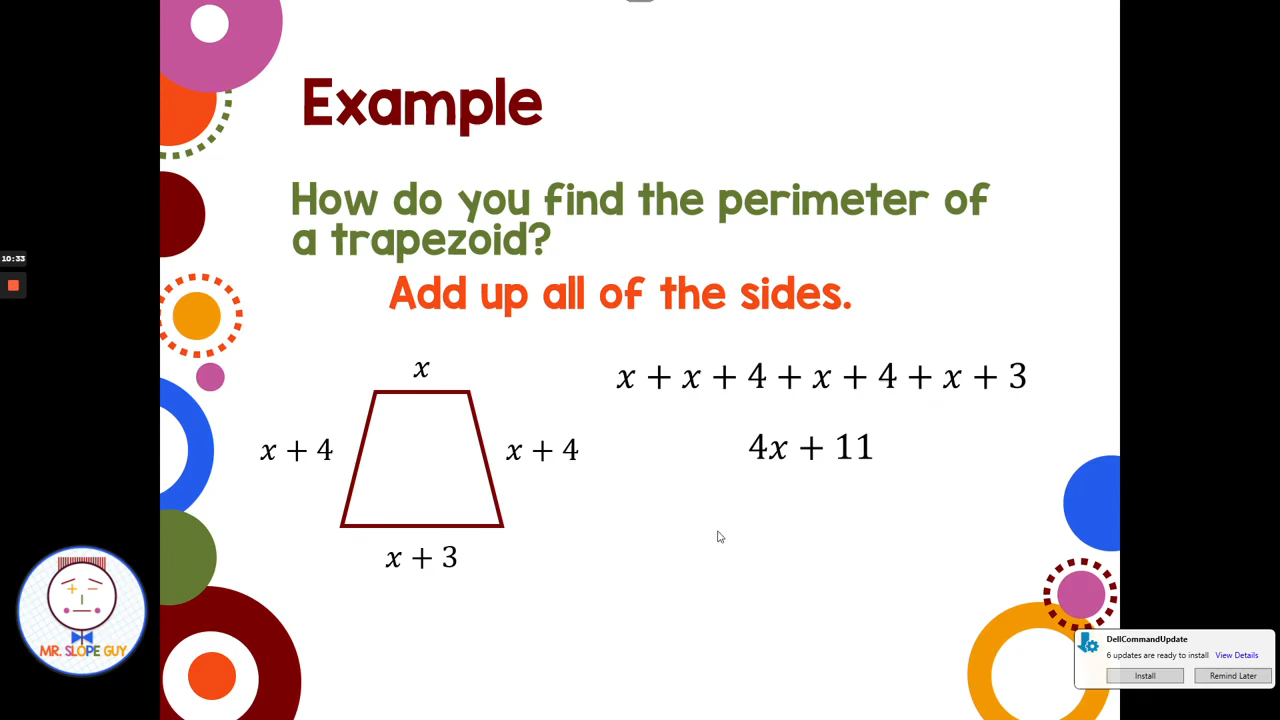 Example
How do you find the perimeter of
a trapezoid?
Add up all of the sides.
10:33
x
x + x + 4 + x + 4 + x + 3
x + 4
x + 4
4x + 11
x + 3
MR. SLOPE GUY
DellCommandUpdate
6 updates are ready to install View Details
Install Remind Later